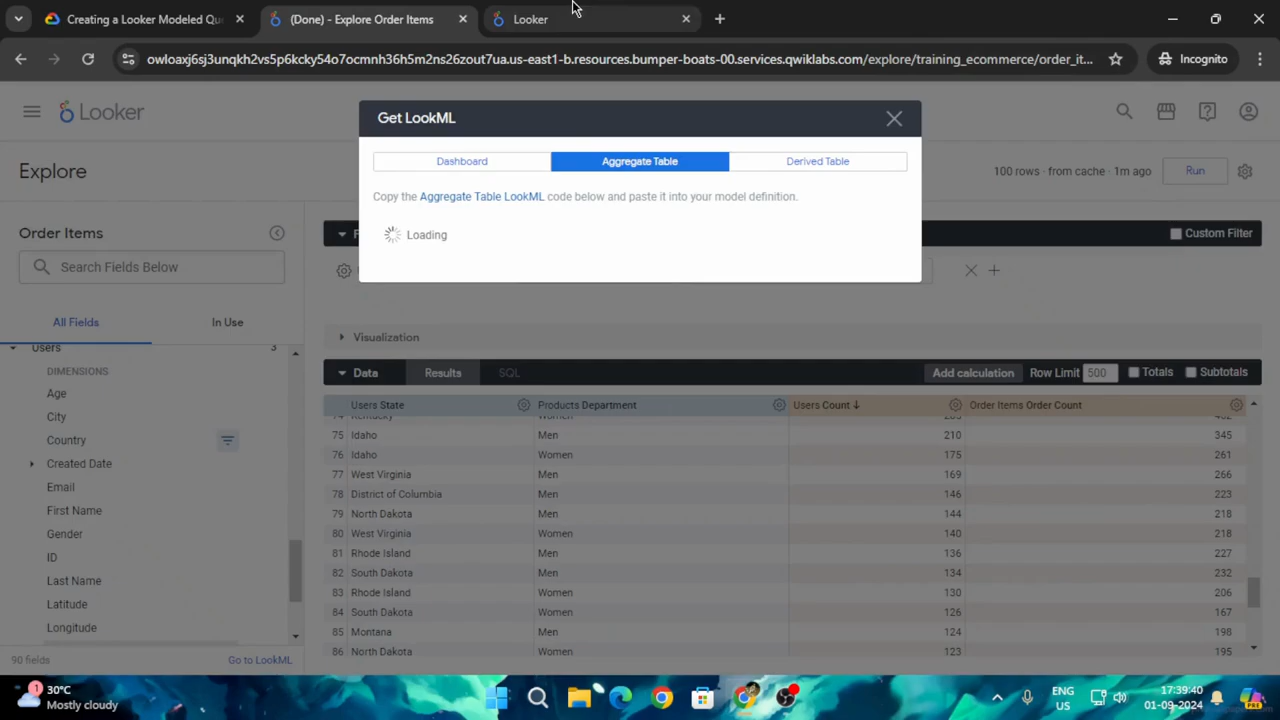 Creating a Looker Modeled Qu
(Done) - Explore Order Items
Looker
owloaxj6sj3unqkh2vs5p6kcky54o7ocmnh36h5m2ns26zout7ua.us-east1-b.resources.bumper-boats-00.services.qwiklabs.com/explore/training_ecommerce/order_it...
Incognito
Looker
Get LookML
Dashboard
Aggregate Table
Derived Table
Copy the Aggregate Table LookML code below and paste it into your model definition.
Loading
Explore
100 rows · from cache · 1m ago
Run
Order Items
Custom Filter
Search Fields Below
All Fields
In Use
Visualization
Data
Results
SQL
Add calculation
Row Limit 500
Totals
Subtotals
Users 3
DIMENSIONS
Age
City
Country
Created Date
Email
First Name
Gender
ID
Last Name
Latitude
Longitude
90 fields
Go to LookML
Users State Products Department Users Count Order Items Order Count
74 Kentucky Women
75 Idaho Men 210 345
76 Idaho Women 175 261
77 West Virginia Men 169 266
78 District of Columbia Men 146 223
79 North Dakota Men 144 218
80 West Virginia Women 140 218
81 Rhode Island Men 136 227
82 South Dakota Men 134 232
83 Rhode Island Women 130 206
84 South Dakota Women 126 167
85 Montana Men 124 198
86 North Dakota Women 123 195
1
30°C
Mostly cloudy
ENG
IN
17:39:40
01-09-2024
PRE